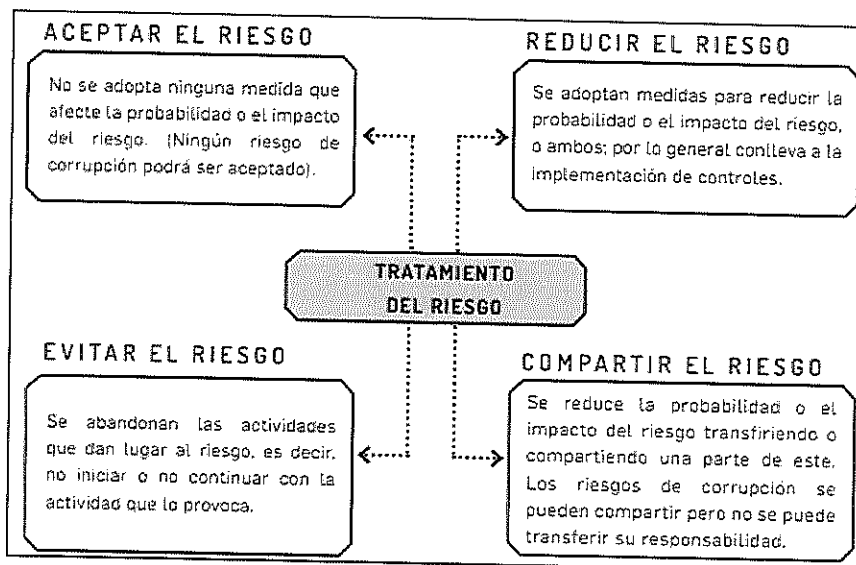 ACEPTAR EL RIESGO
No se adopta ninguna medida que
afecte la probabilidad o el impacto
del riesgo. (Ningún riesgo de
corrupción podrá ser aceptado).
REDUCIR EL RIESGO
Se adoptan medidas para reducir la
probabilidad o el impacto del riesgo,
o ambos; por lo general conlleva a la
implementación de controles.
TRATAMIENTO
DEL RIESGO
EVITAR EL RIESGO
Se abandonan las actividades
que dan lugar al riesgo, es decir,
no iniciar o no continuar con la
actividad que lo provoca.
COMPARTIR EL RIESGO
Se reduce la probabilidad o el
impacto del riesgo transfiriendo o
compartiendo una parte de este.
Los riesgos de corrupción se
pueden compartir pero no se puede
transferir su responsabilidad.